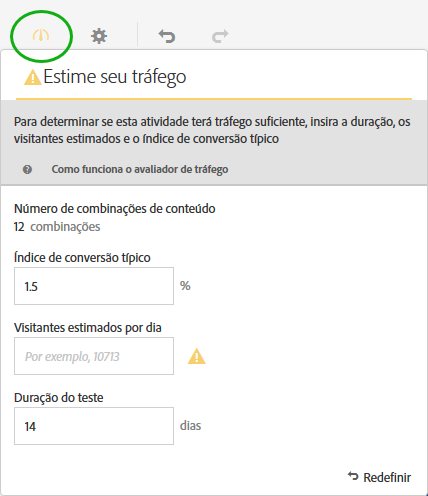 Estime seu tráfego
Para determinar se esta atividade terá tráfego suficiente, insira a duração, os
visitantes estimados e o índice de conversão típico
Como funciona o avaliador de tráfego
Número de combinações de conteúdo
12 combinações
Índice de conversão típico
1.5 %
Visitantes estimados por dia
Por exemplo, 10713
Duração do teste
14 dias
Redefinir